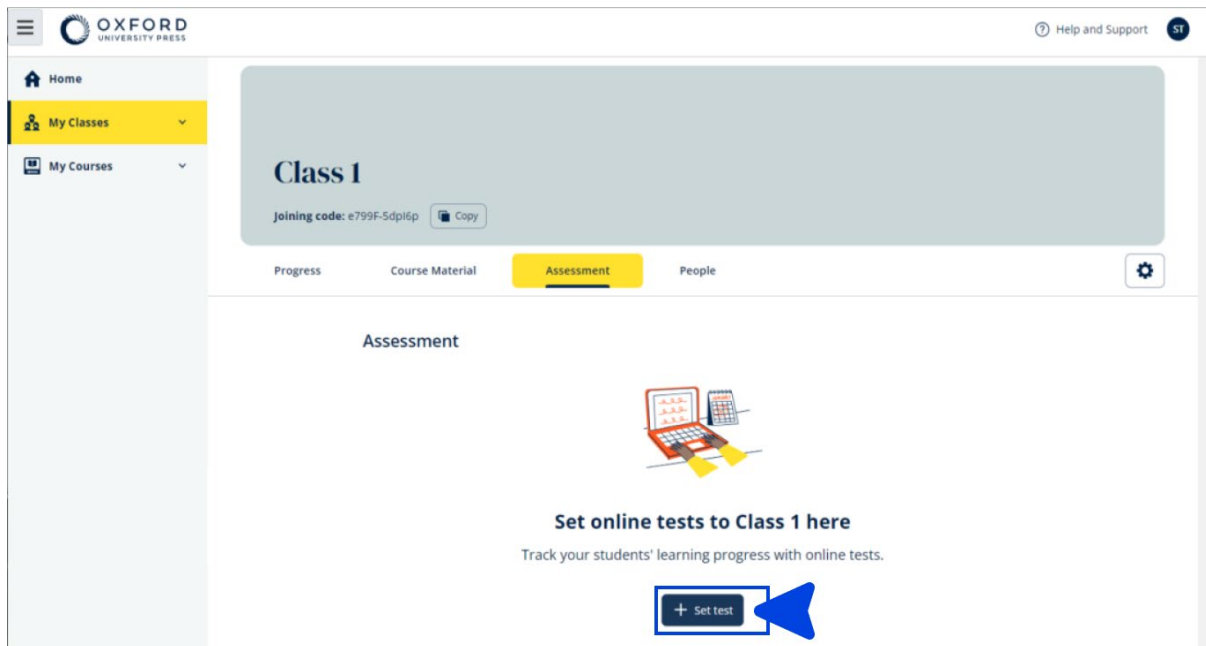 OXFORD
UNIVERSITY PRESS
Help and Support
ST
Home
My Classes
My Courses
Class 1
Joining code: e799F-5dpI6p
Copy
Progress
Course Material
Assessment
People
Assessment
Set online tests to Class 1 here
Track your students' learning progress with online tests.
+ Set test